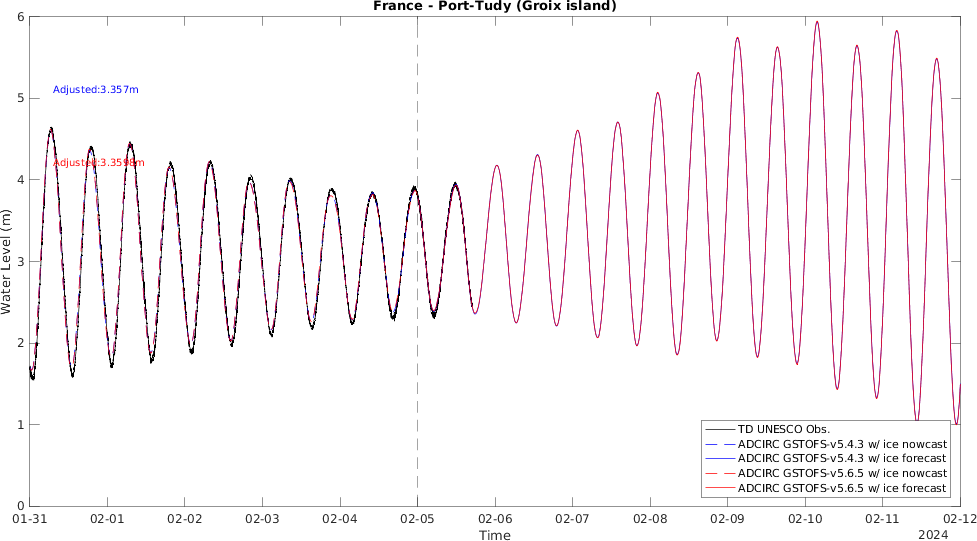 France - Port-Tudy (Groix island)
6
5
4
3
2
1
0
Water Level (m)
Adjusted:3.357m
Adjusted:3.3598m
TD UNESCO Obs.
ADCIRC GSTOFS-v5.4.3 w/ ice nowcast
ADCIRC GSTOFS-v5.4.3 w/ ice forecast
ADCIRC GSTOFS-v5.6.5 w/ ice nowcast
ADCIRC GSTOFS-v5.6.5 w/ ice forecast
01-31 02-01 02-02 02-03 02-04 02-05 02-06 02-07 02-08 02-09 02-10 02-11 02-12
Time
2024